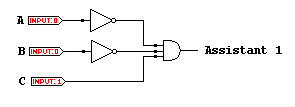 A INPUT:0
B INPUT:0
Assistant 1
C INPUT:1